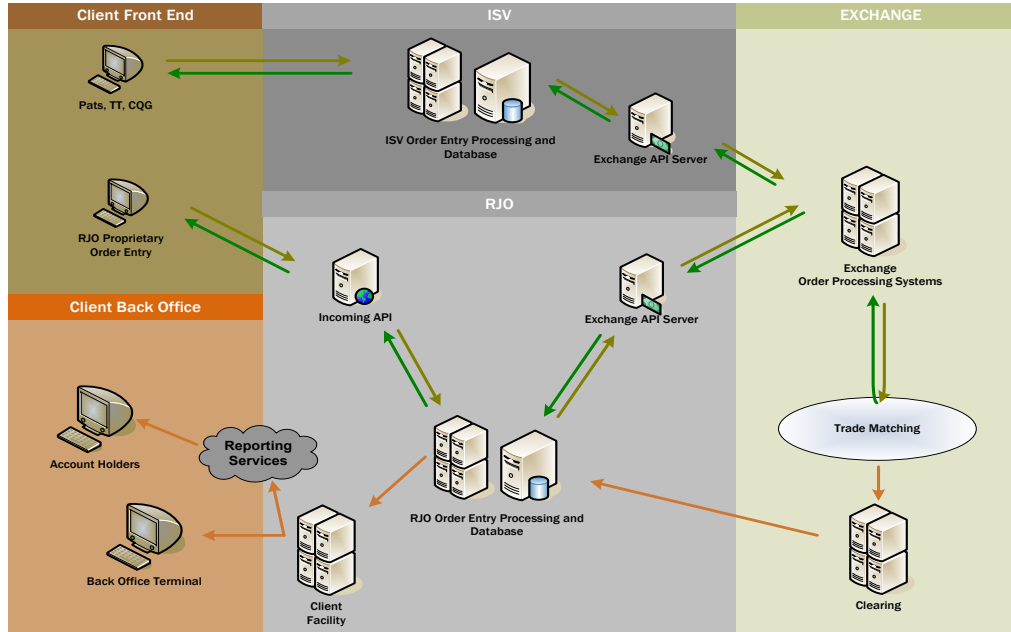 Client Front End
ISV
EXCHANGE
Pats, TT, CQG
ISV Order Entry Processing and
Database
Exchange API Server
RJO Proprietary
Order Entry
RJO
Exchange
Order Processing Systems
Client Back Office
Incoming API
Exchange API Server
Trade Matching
Reporting
Services
Account Holders
RJO Order Entry Processing and
Database
Back Office Terminal
Client
Facility
Clearing